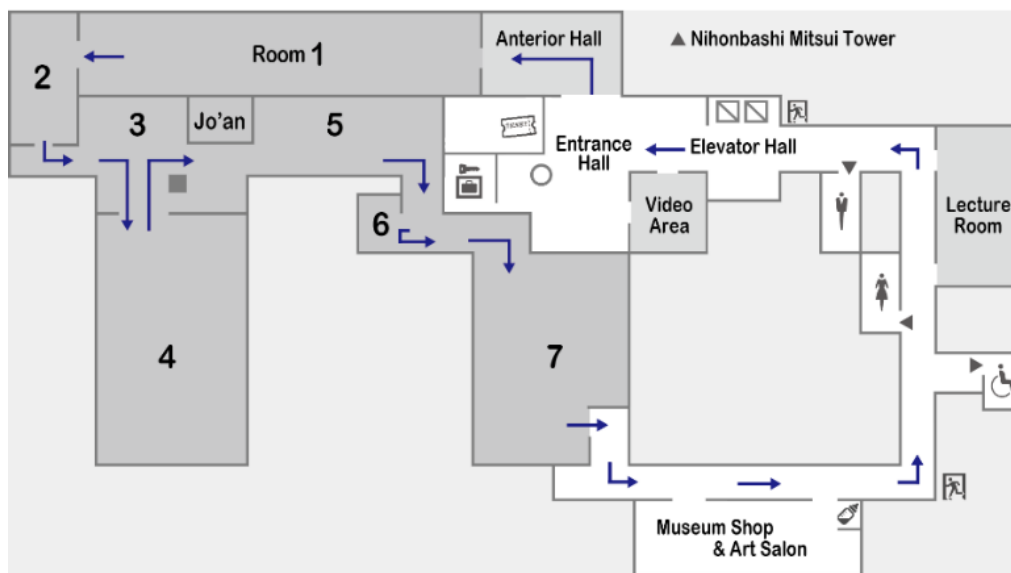 Anterior Hall
▲ Nihonbashi Mitsui Tower
Room 1
2
3
Jo'an
5
TICKET
Entrance
Hall
Elevator Hall
Video
Area
Lecture
Room
6
4
7
Museum Shop
& Art Salon